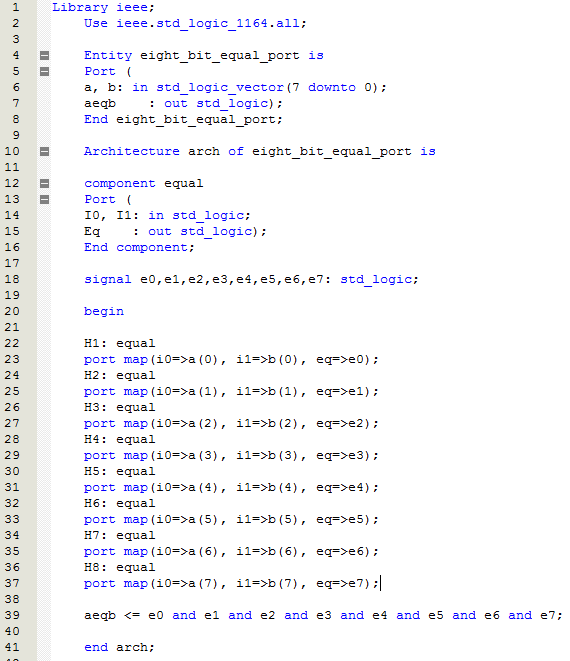 1 Library ieee;
2 Use ieee.std_logic_1164.all;
3
4 Entity eight_bit_equal_port is
5 Port (
6 a, b: in std_logic_vector(7 downto 0);
7 aeqb    : out std_logic);
8 End eight_bit_equal_port;
9
10 Architecture arch of eight_bit_equal_port is
11
12 component equal
13 Port (
14 I0, I1: in std_logic;
15 Eq    : out std_logic);
16 End component;
17
18 signal e0,e1,e2,e3,e4,e5,e6,e7: std_logic;
19
20 begin
21
22 H1: equal
23 port map(i0=>a(0), i1=>b(0), eq=>e0);
24 H2: equal
25 port map(i0=>a(1), i1=>b(1), eq=>e1);
26 H3: equal
27 port map(i0=>a(2), i1=>b(2), eq=>e2);
28 H4: equal
29 port map(i0=>a(3), i1=>b(3), eq=>e3);
30 H5: equal
31 port map(i0=>a(4), i1=>b(4), eq=>e4);
32 H6: equal
33 port map(i0=>a(5), i1=>b(5), eq=>e5);
34 H7: equal
35 port map(i0=>a(6), i1=>b(6), eq=>e6);
36 H8: equal
37 port map(i0=>a(7), i1=>b(7), eq=>e7);
38
39 aeqb <= e0 and e1 and e2 and e3 and e4 and e5 and e6 and e7;
40
41 end arch;